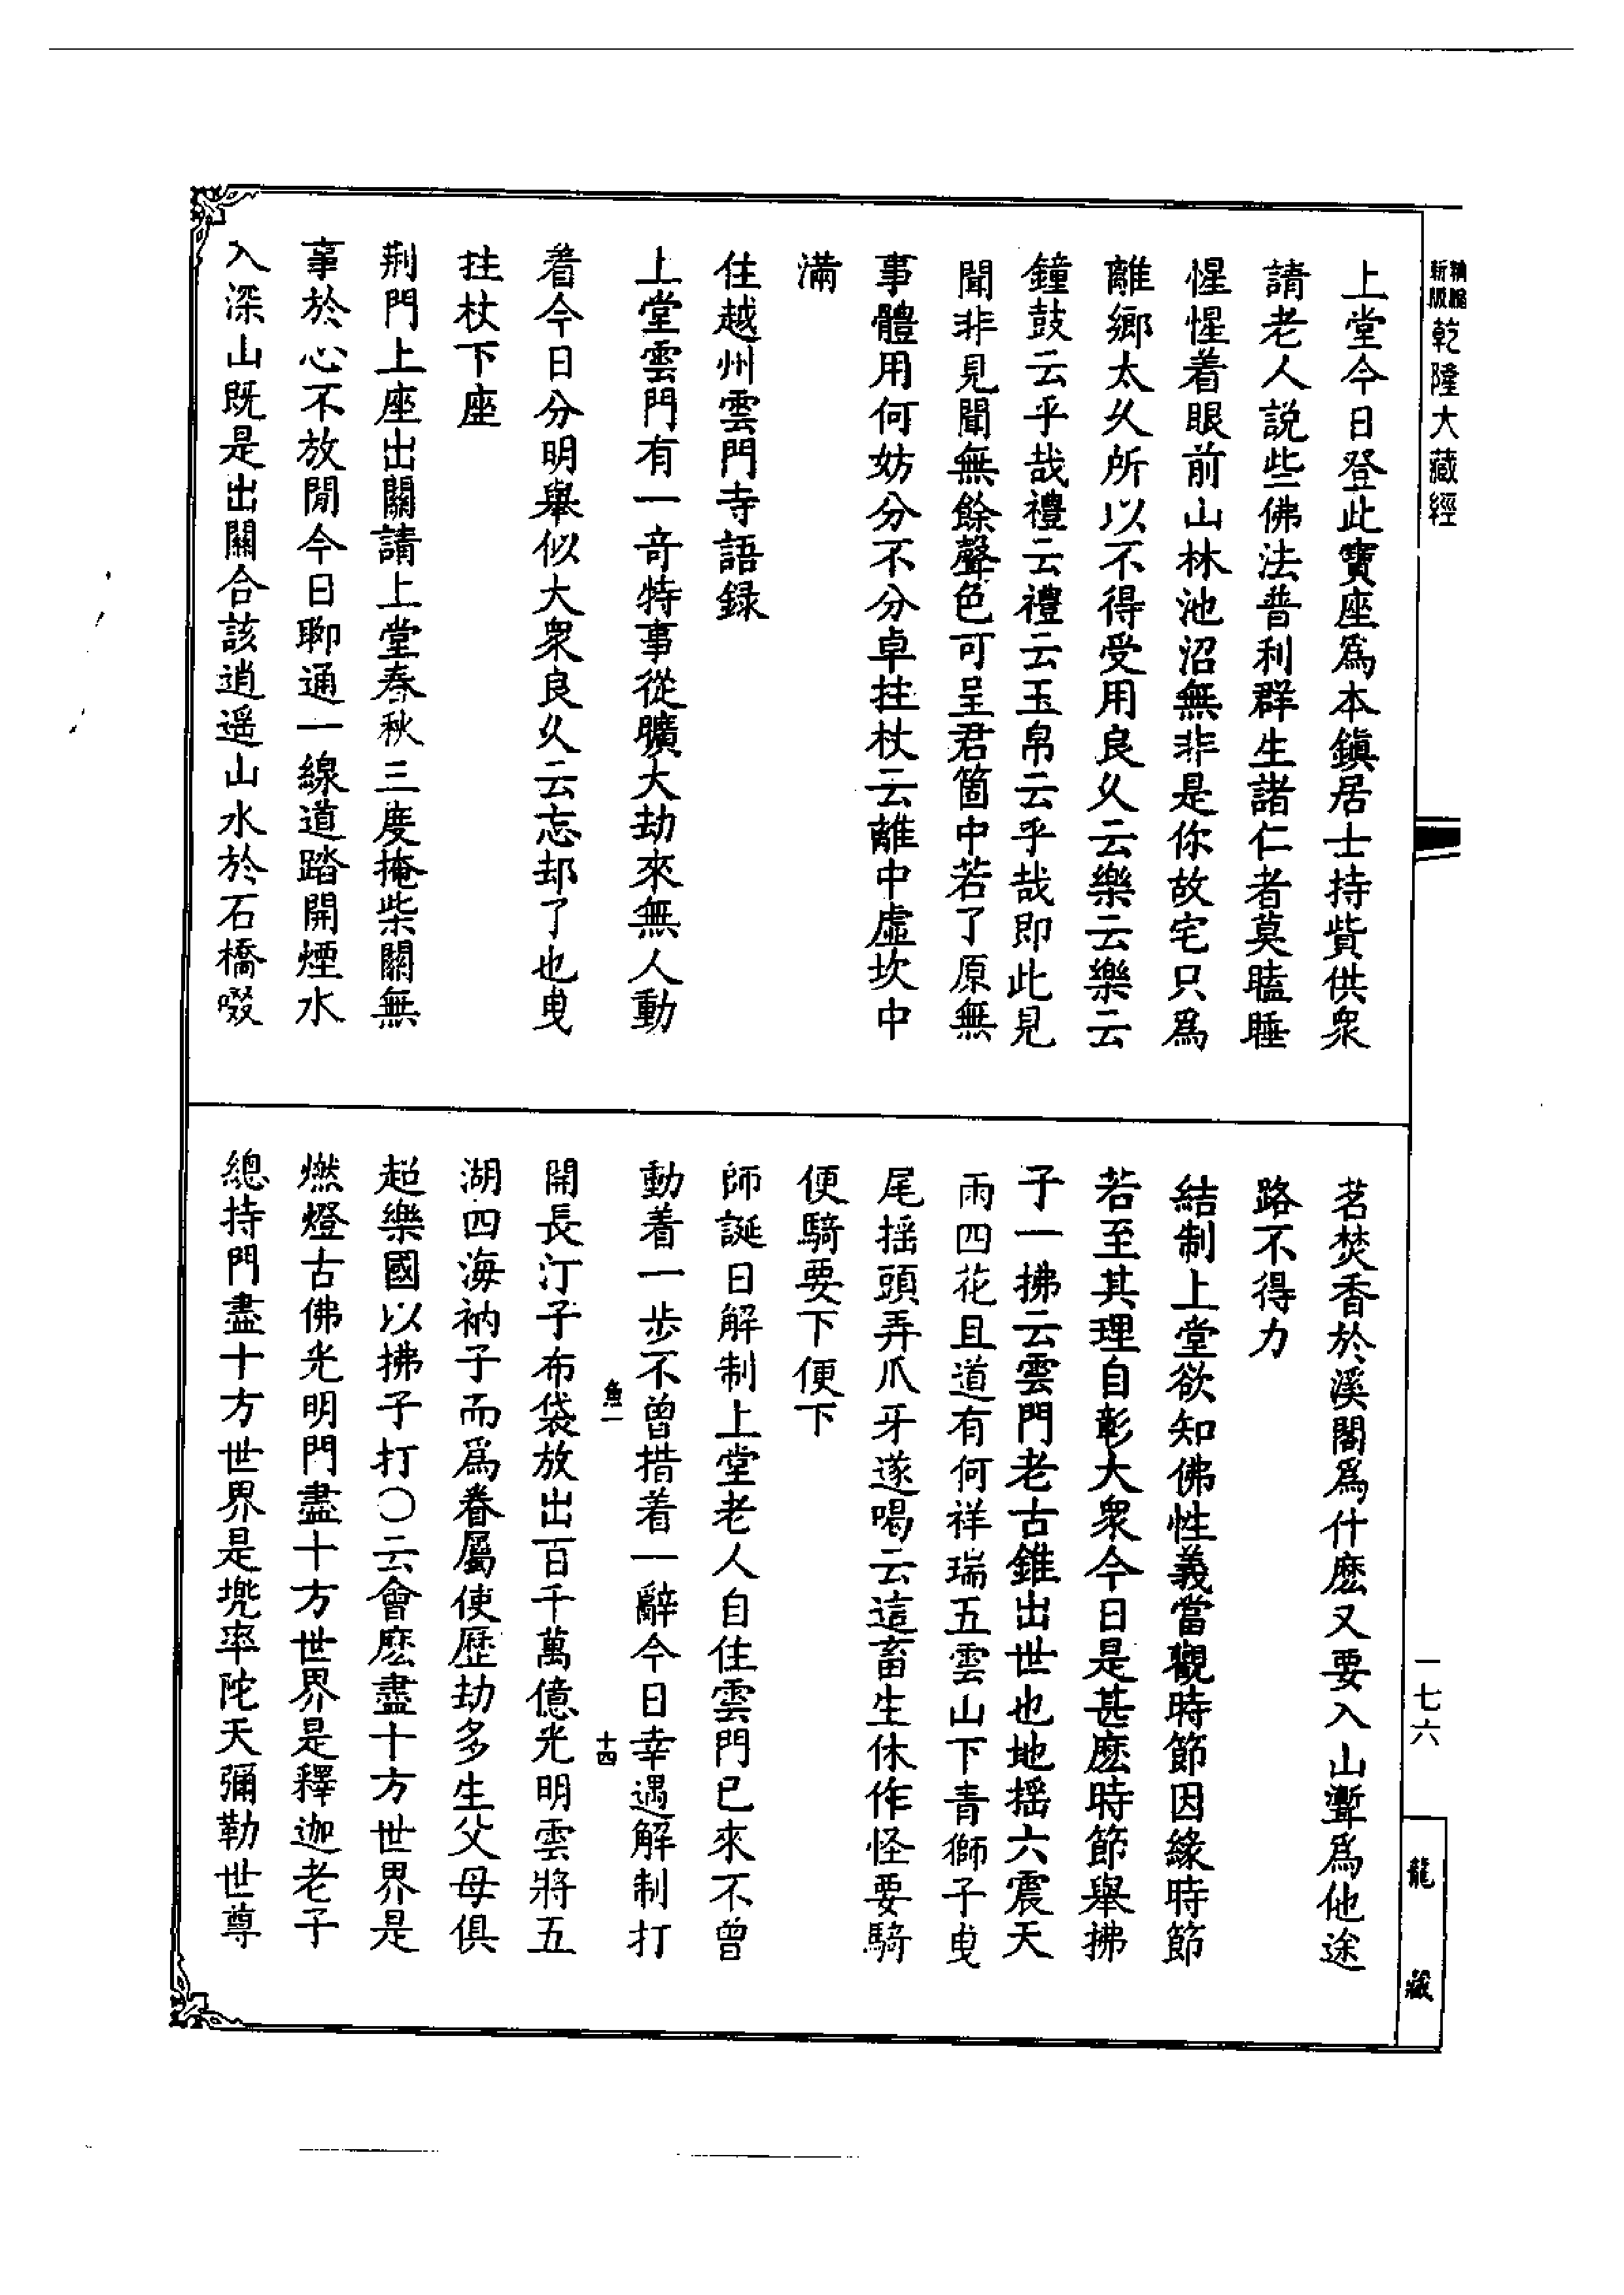 精縮
新版
乾隆大藏經
上堂今日登此寶座爲本鎭居士持貲供衆
請老人説些佛法普利群生諸仁者莫瞌睡
惺惺着眼前山林池沼無非是你故宅只爲
離鄉太久所以不得受用良久云樂云樂云
鐘鼓云乎哉禮云禮云玉帛云乎哉即此見
聞非見聞無餘聲色可呈君箇中若了原無
事體用何妨分不分卓拄杖云離中虛坎中
滿
住越州雲門寺語録
上堂雲門有一奇特事從曠大劫來無人動
着今日分明舉似大衆良久云忘却了也曳
拄杖下座
荆門上座出關請上堂春秋三度掩柴關無
事於心不放閒今日聊通一線道踏開煙水
入深山既是出關合該逍遥山水於石橋啜
茗焚香於溪閣爲什麽又要入山聻爲他途
路不得力
結制上堂欲知佛性義當觀時節因緣時節
若至其理自彰大衆今日是甚麽時節舉拂
子一拂云雲門老古錐出世也地揺六震天
雨四花且道有何祥瑞五雲山下青獅子曳
尾揺頭弄爪牙遂喝云這畜生休作怪要騎
便騎要下便下
師誕日解制上堂老人自住雲門已來不曾
動着一步不曾措着一辭今日幸遇解制打
魚一
十四
開長汀子布袋放出百千萬億光明雲將五
湖四海衲子而爲眷屬使歷劫多生父母俱
超樂國以拂子打〇云會麽盡十方世界是
燃燈古佛光明門盡十方世界是釋迦老子
總持門盡十方世界是兠率陀天彌勒世尊
一七六
龍藏